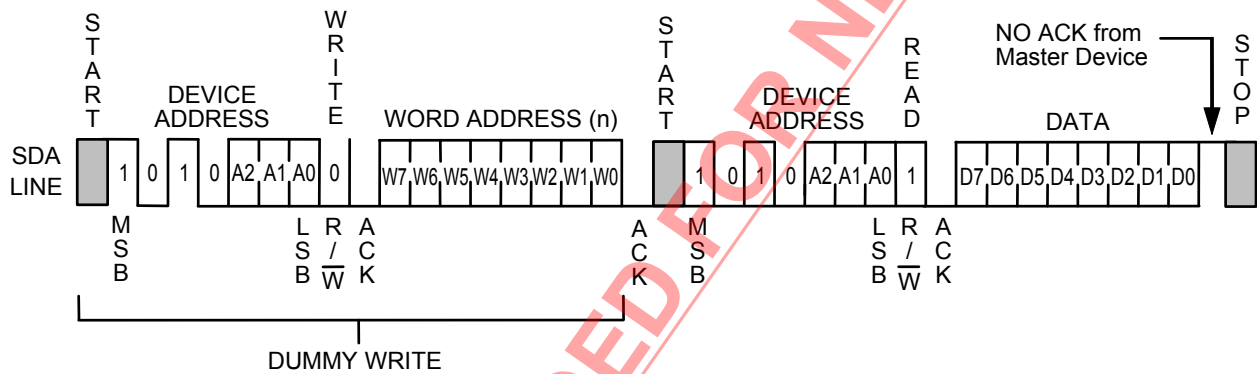 START
WRITE
START
READ
NO ACK from
Master Device
STOP
DEVICE
ADDRESS
WORD ADDRESS (n)
DEVICE
ADDRESS
DATA
SDA
LINE
1 0 1 0 A2 A1 A0 0
W7 W6 W5 W4 W3 W2 W1 W0
1 0 1 0 A2 A1 A0 1
D7 D6 D5 D4 D3 D2 D1 D0
MSB
LSB
R/W
ACK
ACK
MSB
LSB
R/W
ACK
DUMMY WRITE
ED FOR N